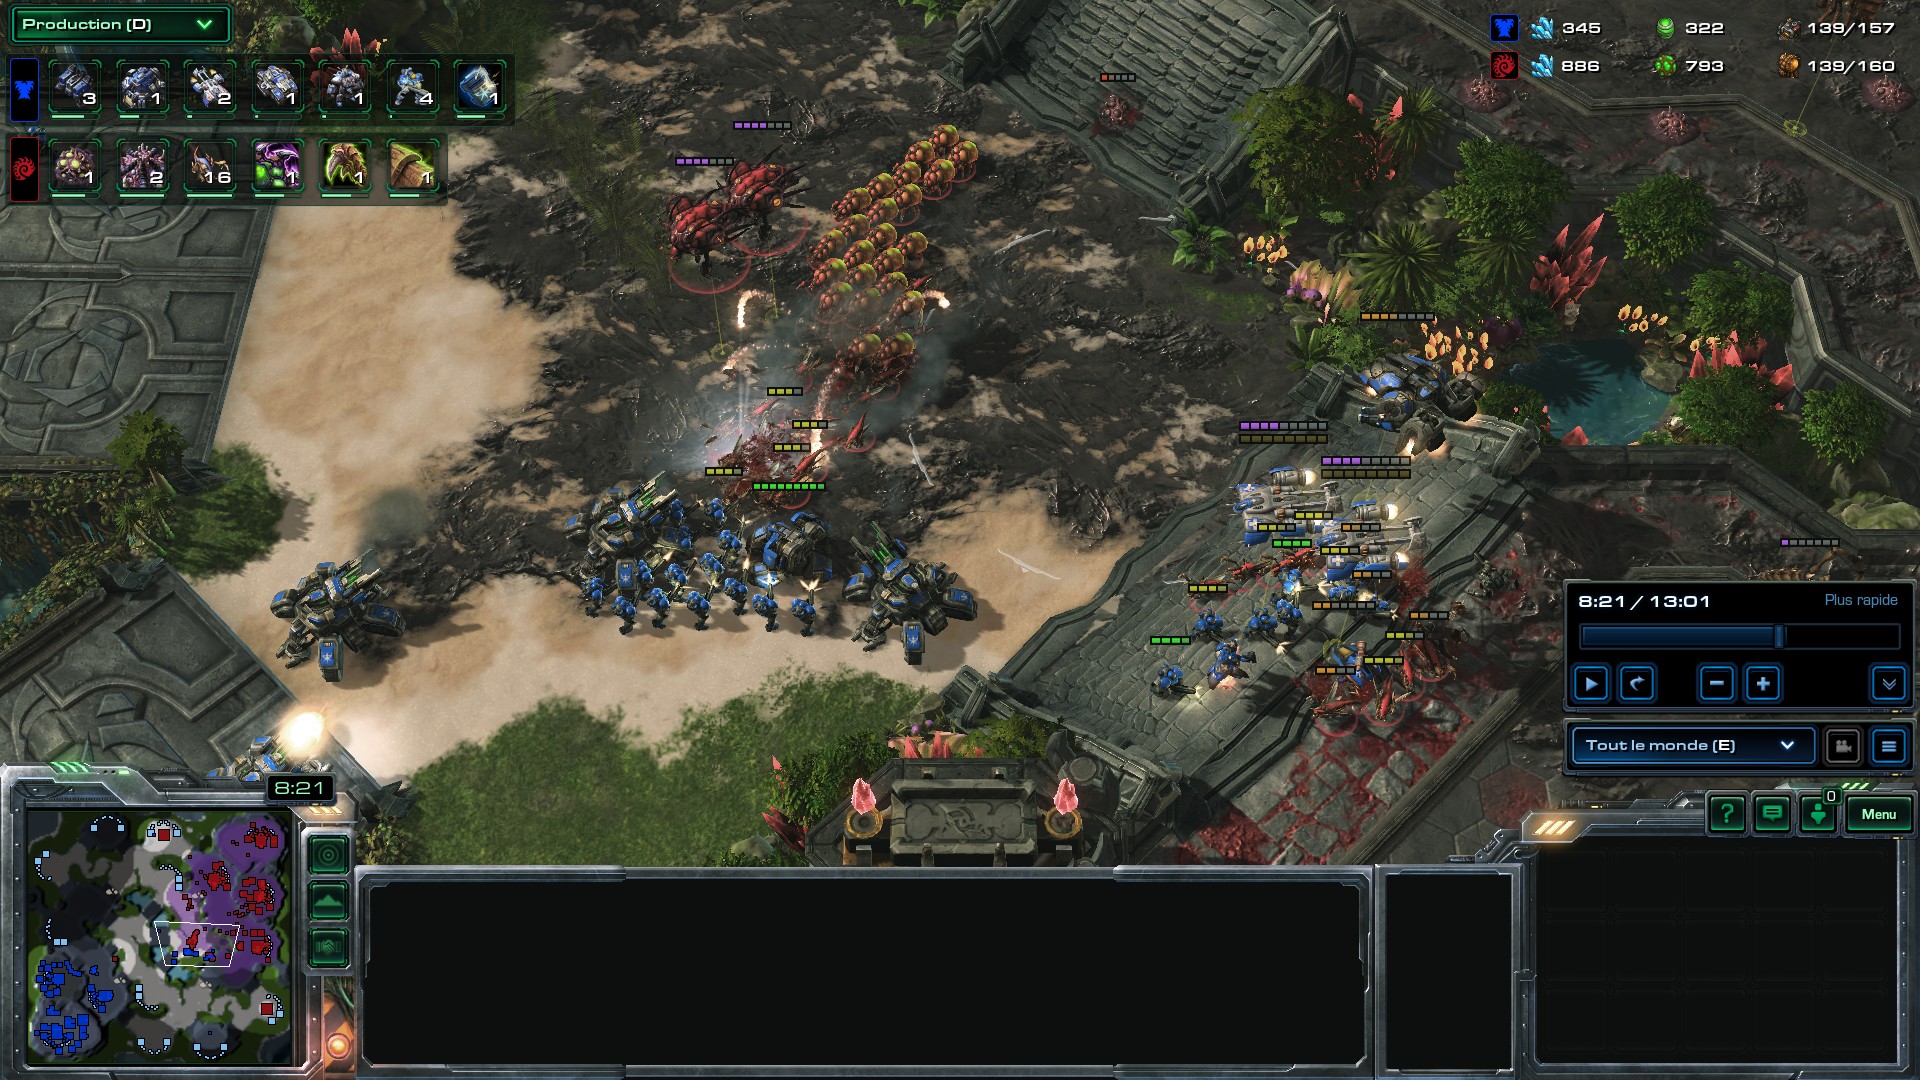 Production (D)
345 322 139/157
886 793 139/160
3 1 2 1 1 4 1
1 2 16 1 1 1
8:21 / 13:01 Plus rapide
Tout le monde (E)
8:21
0
? Menu